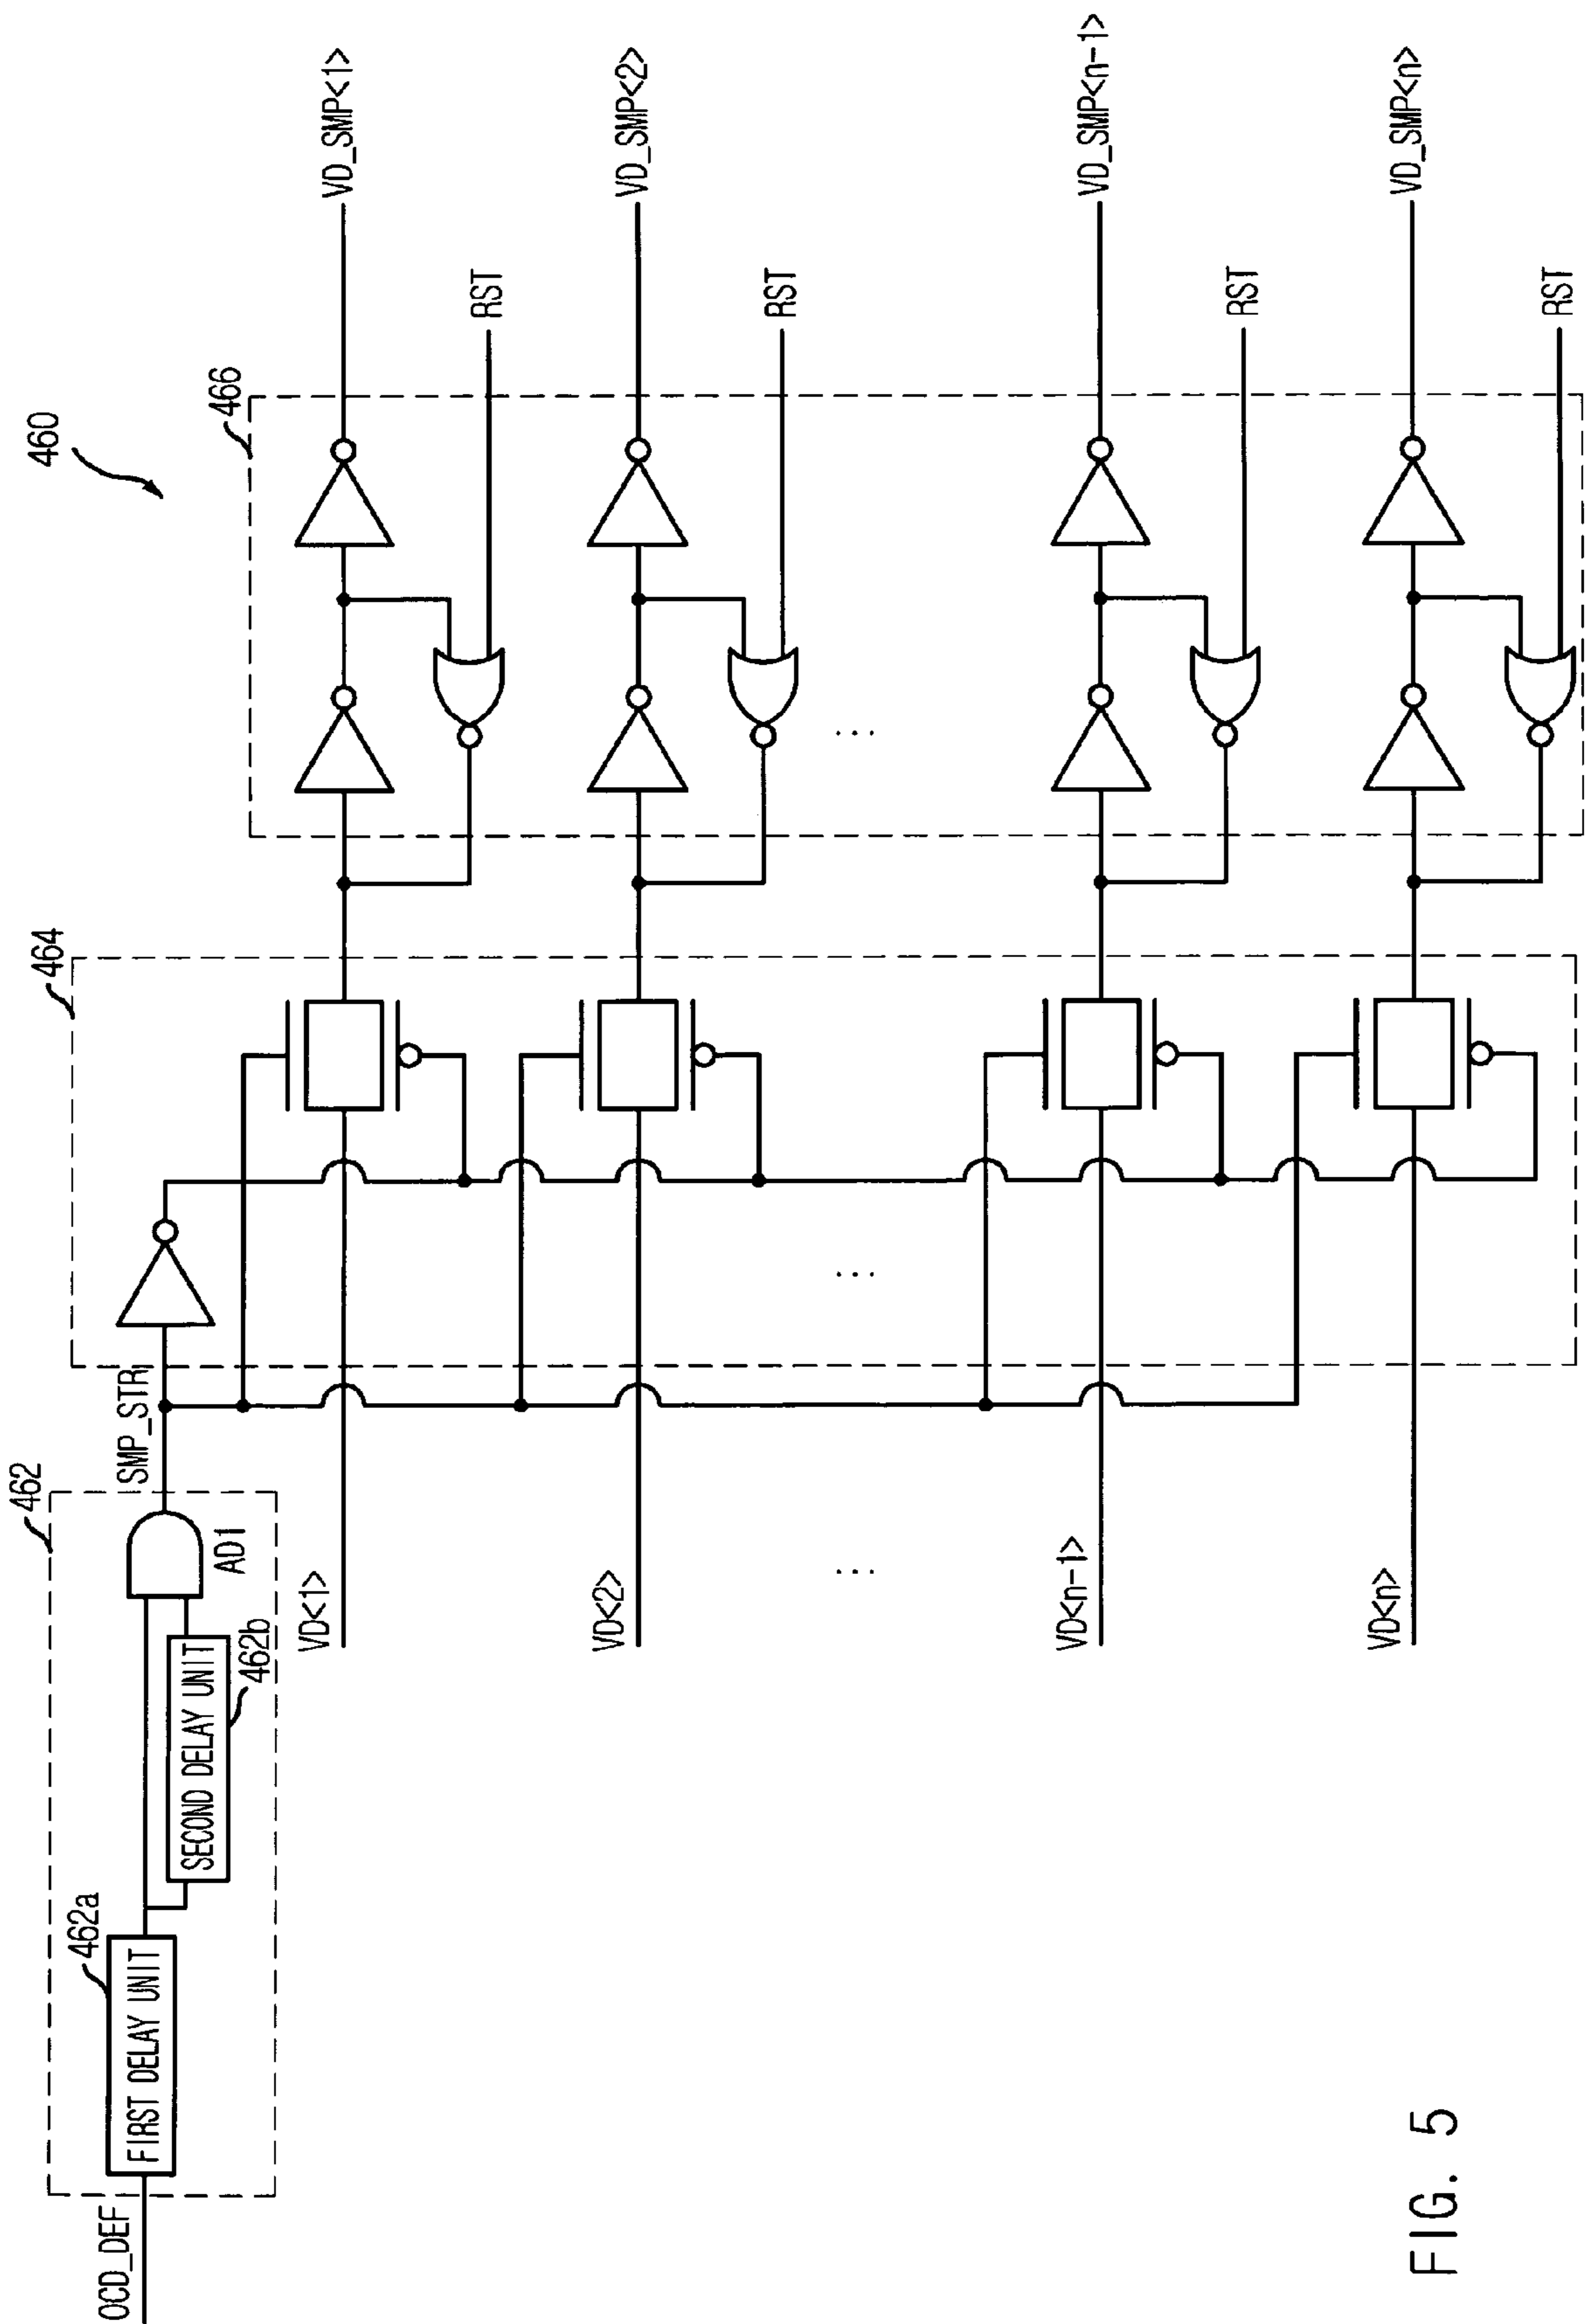 FIG. 5
460
OCD_DEF
462
462a
FIRST DELAY UNIT
SECOND DELAY UNIT
462b
AD1
SMP_STR
464
466
VD<1>
RST
VD_SMP<1>
VD<2>
RST
VD_SMP<2>
...
...
...
VD<n-1>
RST
VD_SMP<n-1>
VD<n>
RST
VD_SMP<n>